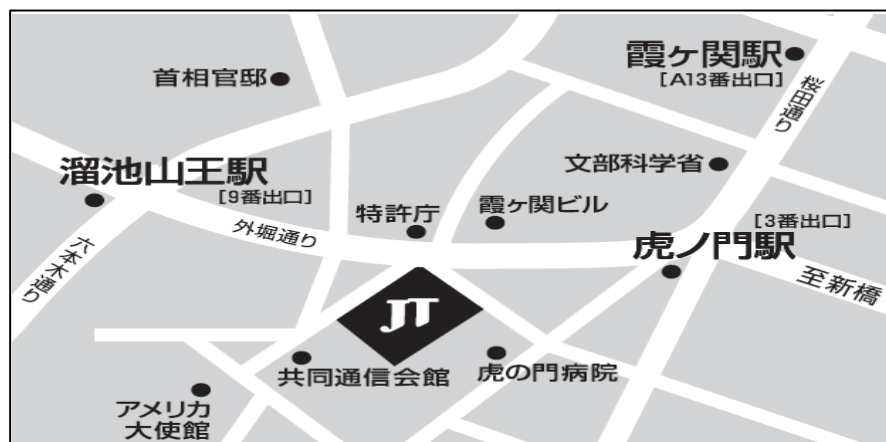 霞ヶ関駅
[A13番出口]
首相官邸
桜田通り
文部科学省
溜池山王駅
[9番出口]
特許庁
霞ヶ関ビル
[3番出口]
外堀通り
虎ノ門駅
六本木通り
至新橋
JT
共同通信会館
虎の門病院
アメリカ
大使館